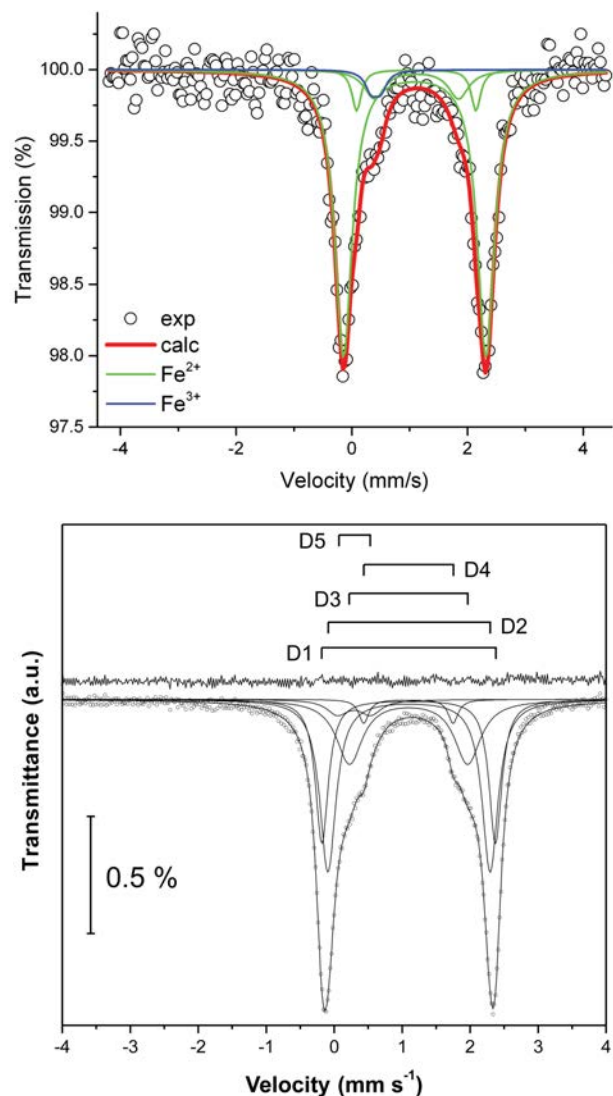 100.0
99.5
99.0
98.5
98.0
97.5
Transmission (%)
exp
calc
Fe²⁺
Fe³⁺
-4 -2 0 2 4
Velocity (mm/s)
D5
D4
D3
D2
D1
Transmittance (a.u.)
0.5 %
-4 -3 -2 -1 0 1 2 3 4
Velocity (mm s⁻¹)